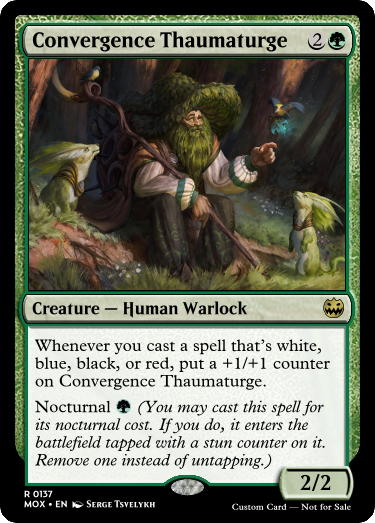 Convergence Thaumaturge 2
Creature — Human Warlock
Whenever you cast a spell that's white,
blue, black, or red, put a +1/+1 counter
on Convergence Thaumaturge.
Nocturnal (You may cast this spell for
its nocturnal cost. If you do, it enters the
battlefield tapped with a stun counter on it.
Remove one instead of untapping.)
2/2
R 0137
MOX • EN Serge Tsvelykh
Custom Card — Not for Sale